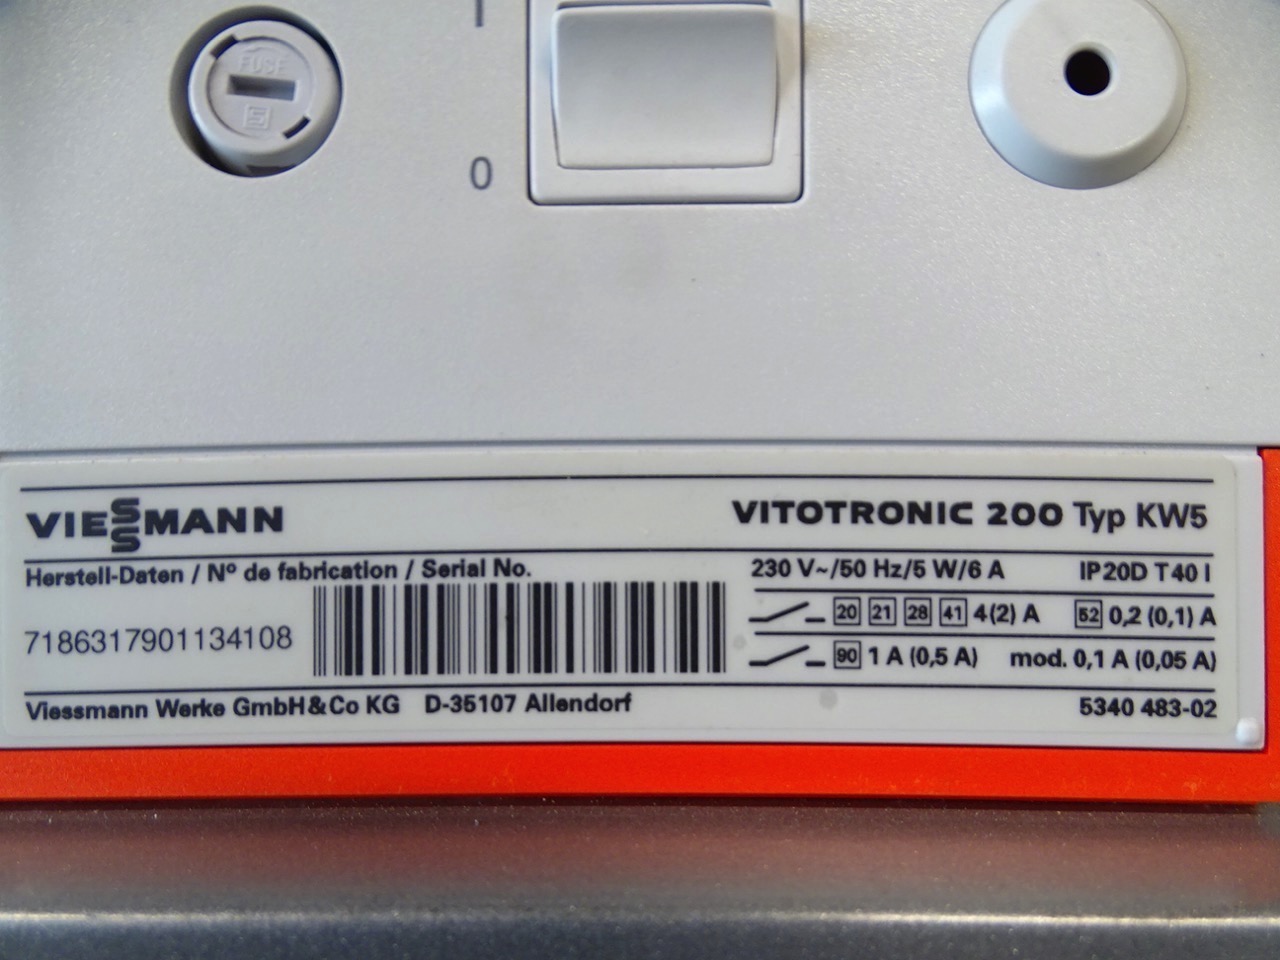 I
FUSE
0
VIESSMANN
VITOTRONIC 200 Typ KW5
Herstell-Daten / Nº de fabrication / Serial No.
230 V~/50 Hz/5 W/6 A IP20D T40 I
7186317901134108
20 21 28 41 4(2) A 52 0,2 (0,1) A
90 1 A (0,5 A) mod. 0,1 A (0,05 A)
Viessmann Werke GmbH&Co KG D-35107 Allendorf
5340 483-02